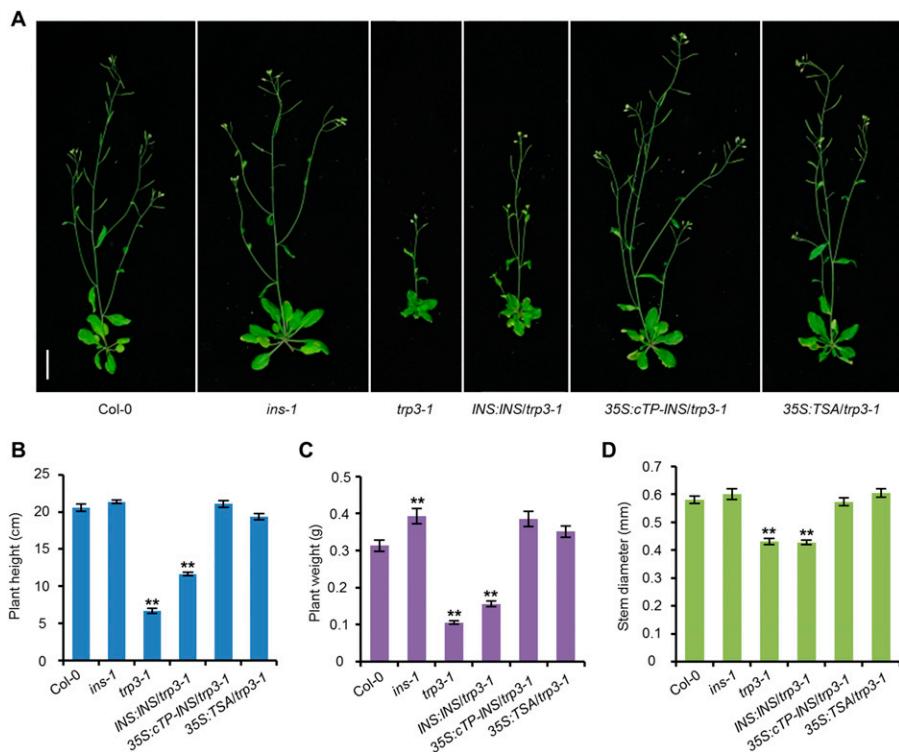 A
Col-0
ins-1
trp3-1
INS:INS/trp3-1
35S:cTP-INS/trp3-1
35S:TSA/trp3-1
B
Plant height (cm)
25
20
15
10
5
0
**
**
Col-0
ins-1
trp3-1
INS:INS/trp3-1
35S:cTP-INS/trp3-1
35S:TSA/trp3-1
C
Plant weight (g)
0.5
0.4
0.3
0.2
0.1
0
**
**
**
Col-0
ins-1
trp3-1
INS:INS/trp3-1
35S:cTP-INS/trp3-1
35S:TSA/trp3-1
D
Stem diameter (mm)
0.7
0.6
0.5
0.4
0.3
0.2
0.1
0
**
**
Col-0
ins-1
trp3-1
INS:INS/trp3-1
35S:cTP-INS/trp3-1
35S:TSA/trp3-1